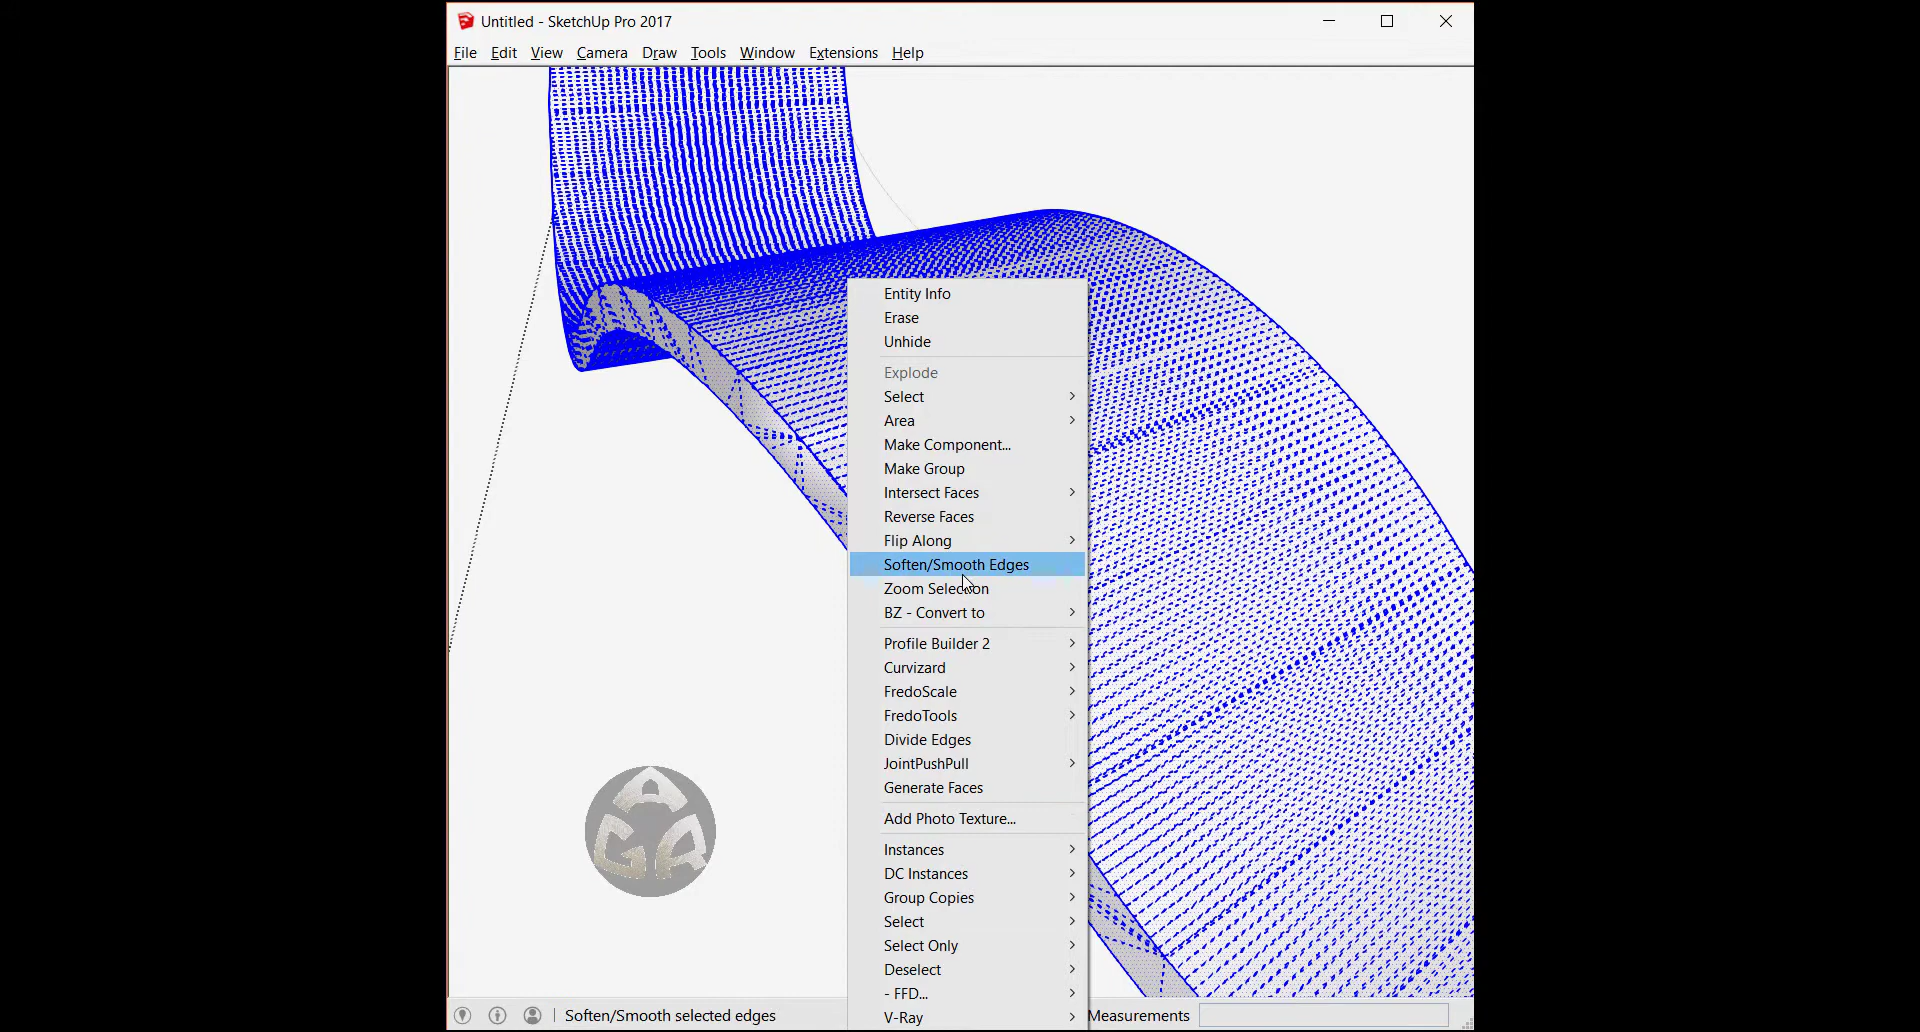 Untitled - SketchUp Pro 2017
File Edit View Camera Draw Tools Window Extensions Help
Entity Info
Erase
Unhide
Explode
Select
Area
Make Component...
Make Group
Intersect Faces
Reverse Faces
Flip Along
Soften/Smooth Edges
Zoom Selection
BZ - Convert to
Profile Builder 2
Curvizard
FredoScale
FredoTools
Divide Edges
JointPushPull
Generate Faces
Add Photo Texture...
Instances
DC Instances
Group Copies
Select
Select Only
Deselect
- FFD...
V-Ray
Soften/Smooth selected edges
Measurements